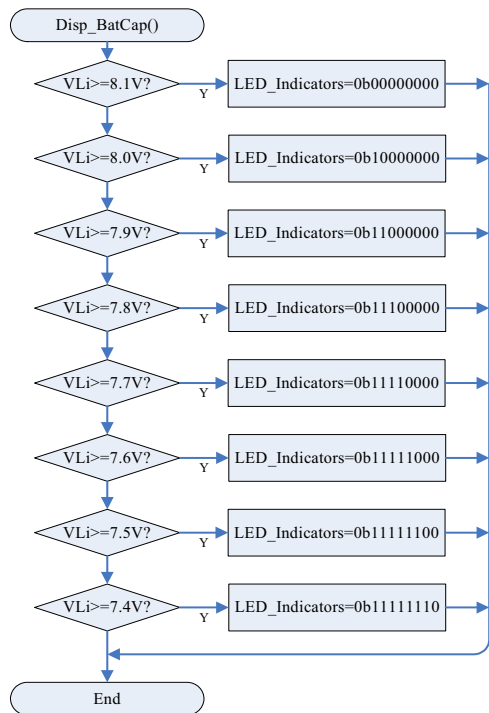 Disp_BatCap()
VLi>=8.1V?
Y
LED_Indicators=0b00000000
VLi>=8.0V?
Y
LED_Indicators=0b10000000
VLi>=7.9V?
Y
LED_Indicators=0b11000000
VLi>=7.8V?
Y
LED_Indicators=0b11100000
VLi>=7.7V?
Y
LED_Indicators=0b11110000
VLi>=7.6V?
Y
LED_Indicators=0b11111000
VLi>=7.5V?
Y
LED_Indicators=0b11111100
VLi>=7.4V?
Y
LED_Indicators=0b11111110
End